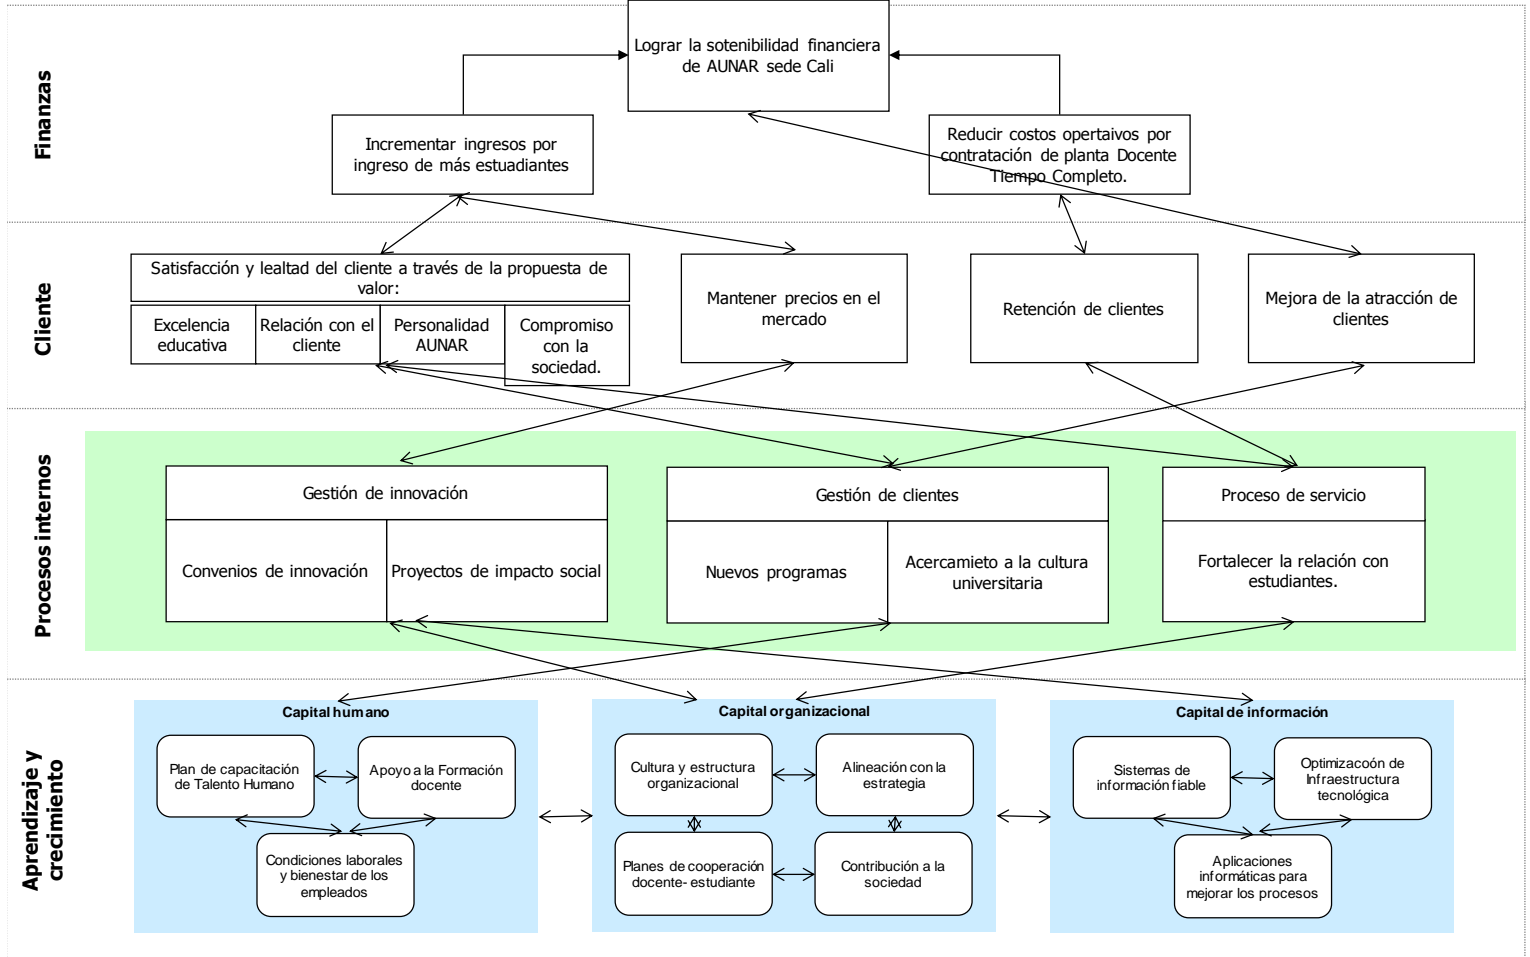 Finanzas
Lograr la sotenibilidad financiera
de AUNAR sede Cali
Incrementar ingresos por
ingreso de más estuadiantes
Reducir costos opertaivos por
contratación de planta Docente
Tiempo Completo.
Cliente
Satisfacción y lealtad del cliente a través de la propuesta de
valor:
Excelencia
educativa
Relación con el
cliente
Personalidad
AUNAR
Compromiso
con la
sociedad.
Mantener precios en el
mercado
Retención de clientes
Mejora de la atracción de
clientes
Procesos internos
Gestión de innovación
Convenios de innovación
Proyectos de impacto social
Gestión de clientes
Nuevos programas
Acercamieto a la cultura
universitaria
Proceso de servicio
Fortalecer la relación con
estudiantes.
Aprendizaje y
crecimiento
Capital humano
Plan de capacitación
de Talento Humano
Apoyo a la Formación
docente
Condiciones laborales
y bienestar de los
empleados
Capital organizacional
Cultura y estructura
organizacional
Alineación con la
estrategia
Planes de cooperación
docente- estudiante
Contribución a la
sociedad
Capital de información
Sistemas de
información fiable
Optimizacoón de
Infraestructura
tecnológica
Aplicaciones
informáticas para
mejorar los procesos